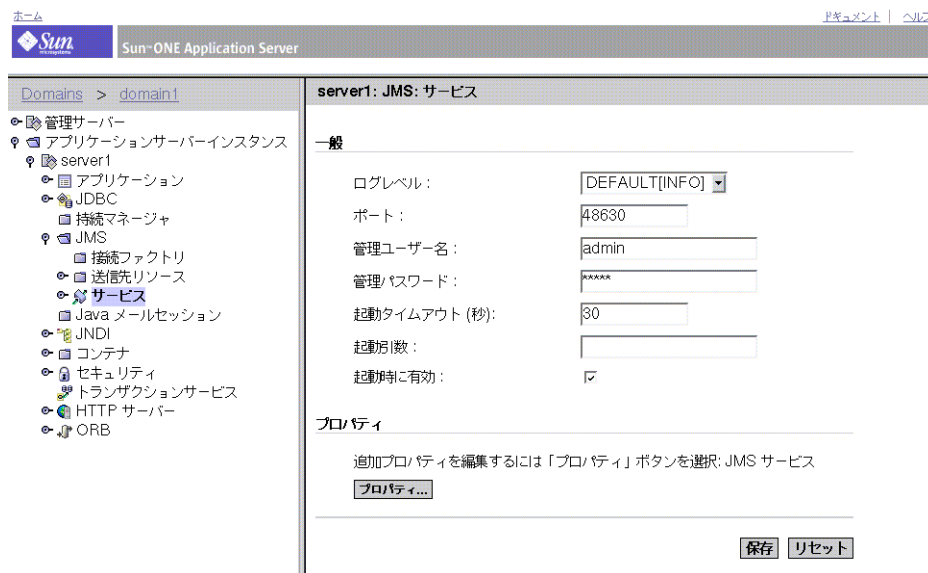 ホーム
ドキュメント | ヘルプ
Sun
microsystems
Sun™ ONE Application Server
Domains > domain1
管理サーバー
アプリケーションサーバーインスタンス
server1
アプリケーション
JDBC
持続マネージャ
JMS
接続ファクトリ
送信先リソース
サービス
Java メールセッション
JNDI
コンテナ
セキュリティ
トランザクションサービス
HTTP サーバー
ORB
server1: JMS: サービス
一般
ログレベル : DEFAULT[INFO]
ポート : 48630
管理ユーザー名 : admin
管理パスワード : *****
起動タイムアウト (秒): 30
起動引数 :
起動時に有効 :
プロパティ
追加プロパティを編集するには「プロパティ」ボタンを選択: JMS サービス
プロパティ...
保存 リセット